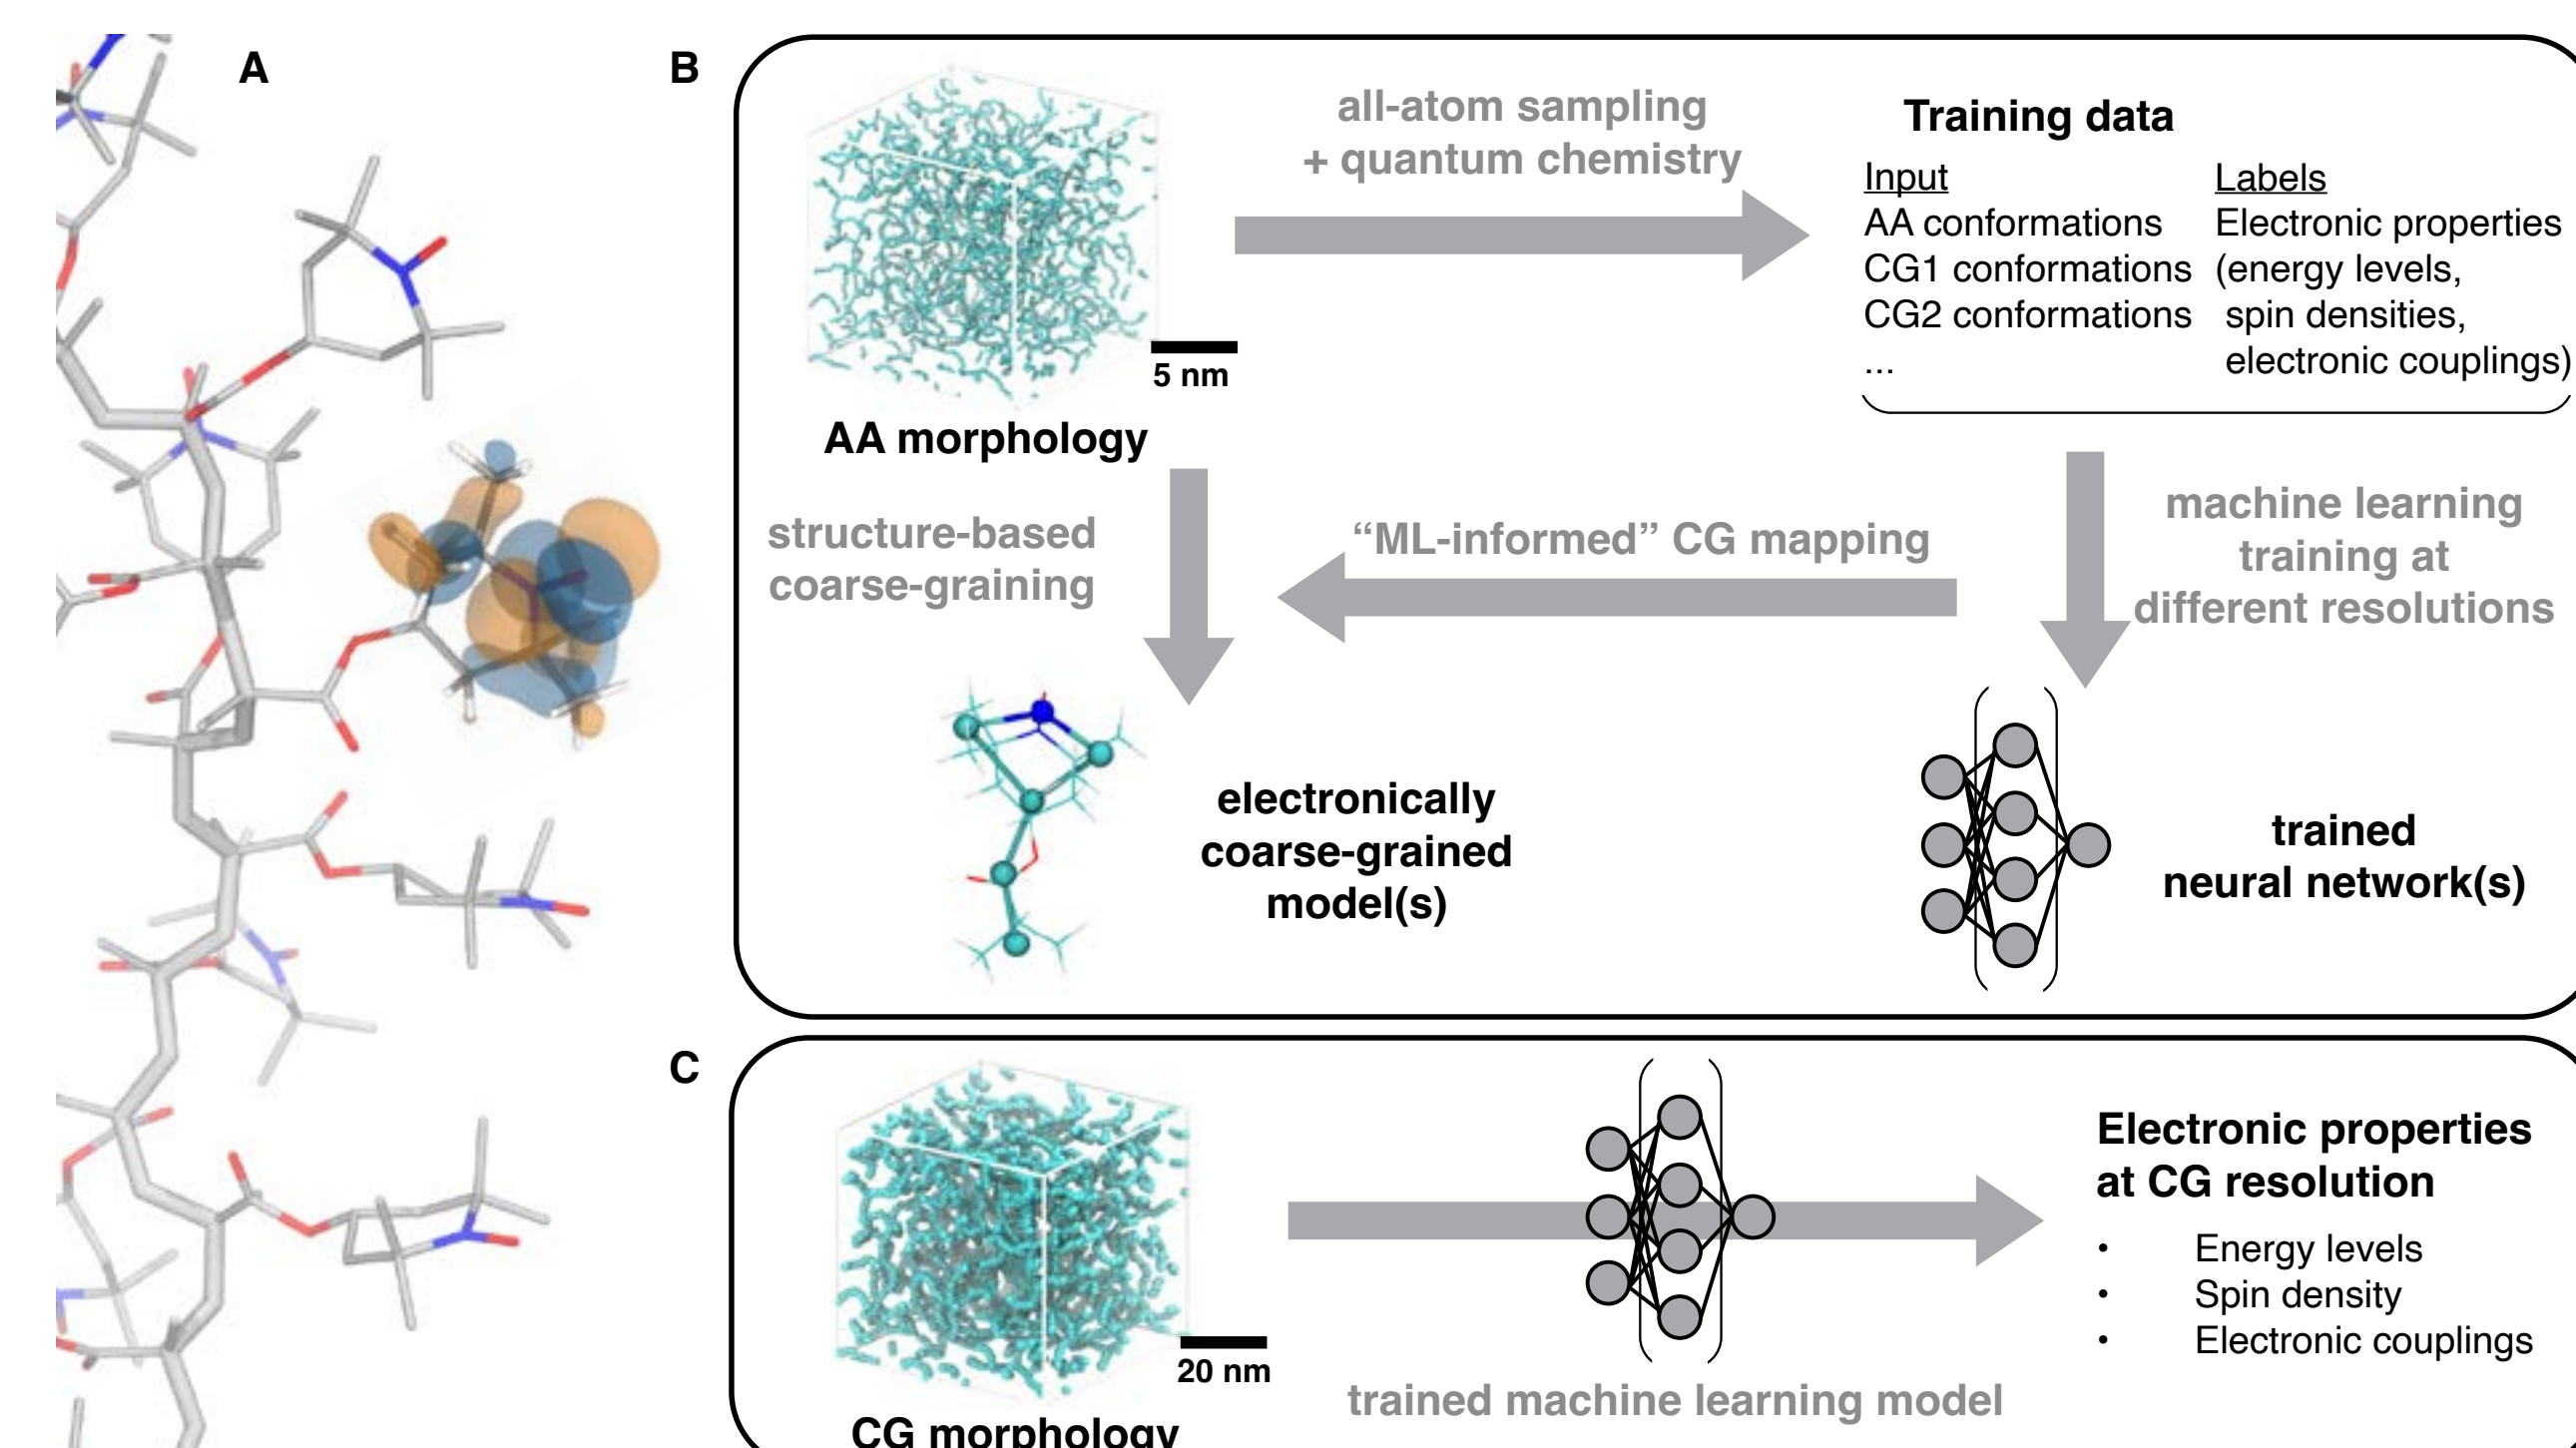 A
B
all-atom sampling
+ quantum chemistry
Training data
Input
AA conformations
CG1 conformations
CG2 conformations
...
Labels
Electronic properties
(energy levels,
spin densities,
electronic couplings)
5 nm
AA morphology
structure-based
coarse-graining
“ML-informed” CG mapping
machine learning
training at
different resolutions
electronically
coarse-grained
model(s)
trained
neural network(s)
C
20 nm
CG morphology
trained machine learning model
Electronic properties
at CG resolution
• Energy levels
• Spin density
• Electronic couplings